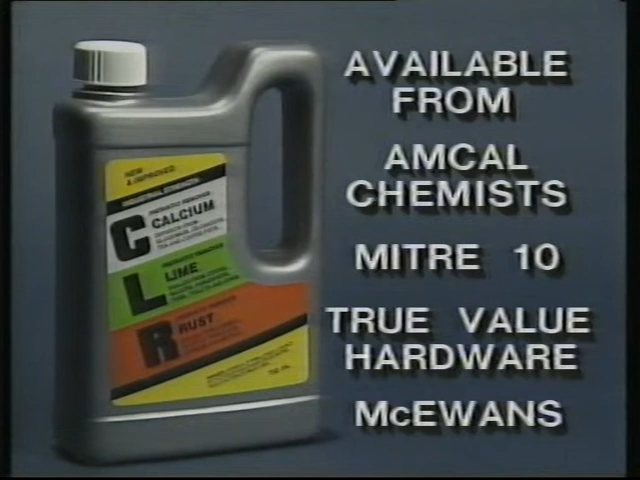 NEW
& IMPROVED
C
CALCIUM
L
LIME
R
RUST
AVAILABLE
FROM
AMCAL
CHEMISTS
MITRE 10
TRUE VALUE
HARDWARE
McEWANS